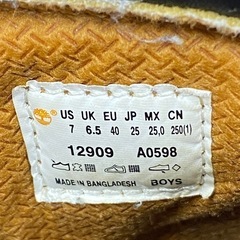 US UK EU JP MX CN
7 6.5 40 25 25,0 250(1)
12909 A0598
MADE IN BANGLADESH BOYS